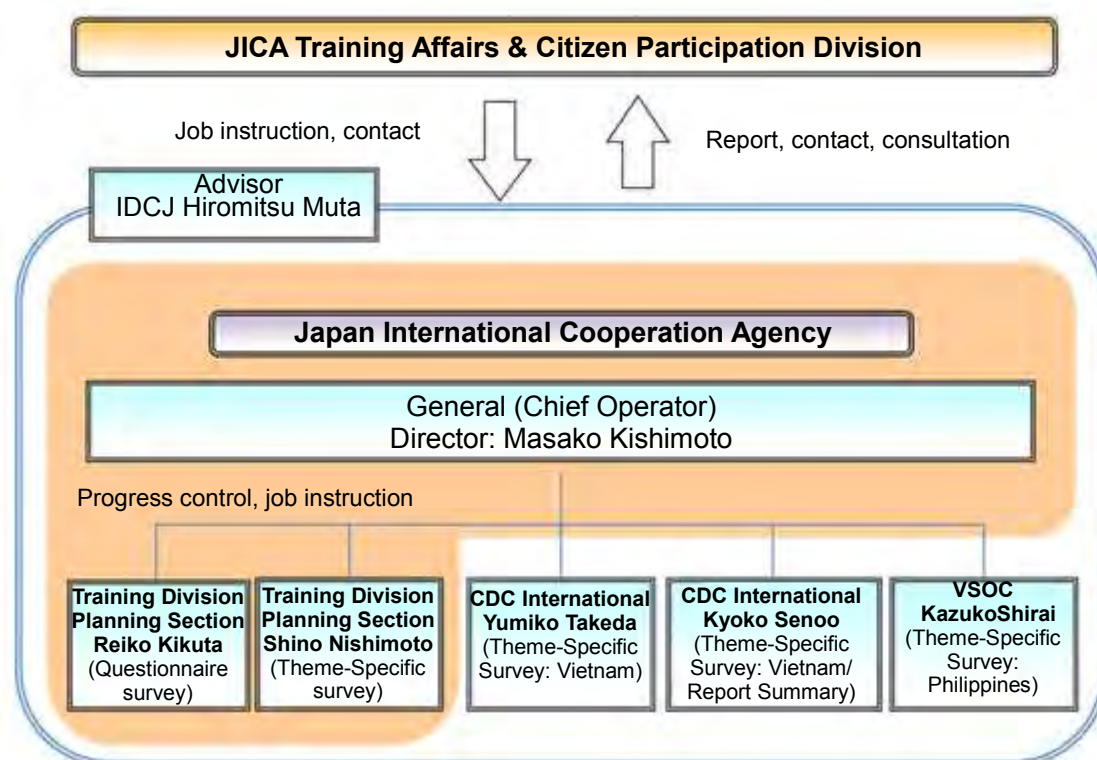 JICA Training Affairs & Citizen Participation Division
Job instruction, contact
Report, contact, consultation
Advisor
IDCJ Hiromitsu Muta
Japan International Cooperation Agency
General (Chief Operator)
Director: Masako Kishimoto
Progress control, job instruction
Training Division
Planning Section
Reiko Kikuta
(Questionnaire
survey)
Training Division
Planning Section
Shino Nishimoto
(Theme-Specific
survey)
CDC International
Yumiko Takeda
(Theme-Specific
Survey: Vietnam)
CDC International
Kyoko Senoo
(Theme-Specific
Survey: Vietnam/
Report Summary)
VSOC
KazukoShirai
(Theme-Specific
Survey:
Philippines)